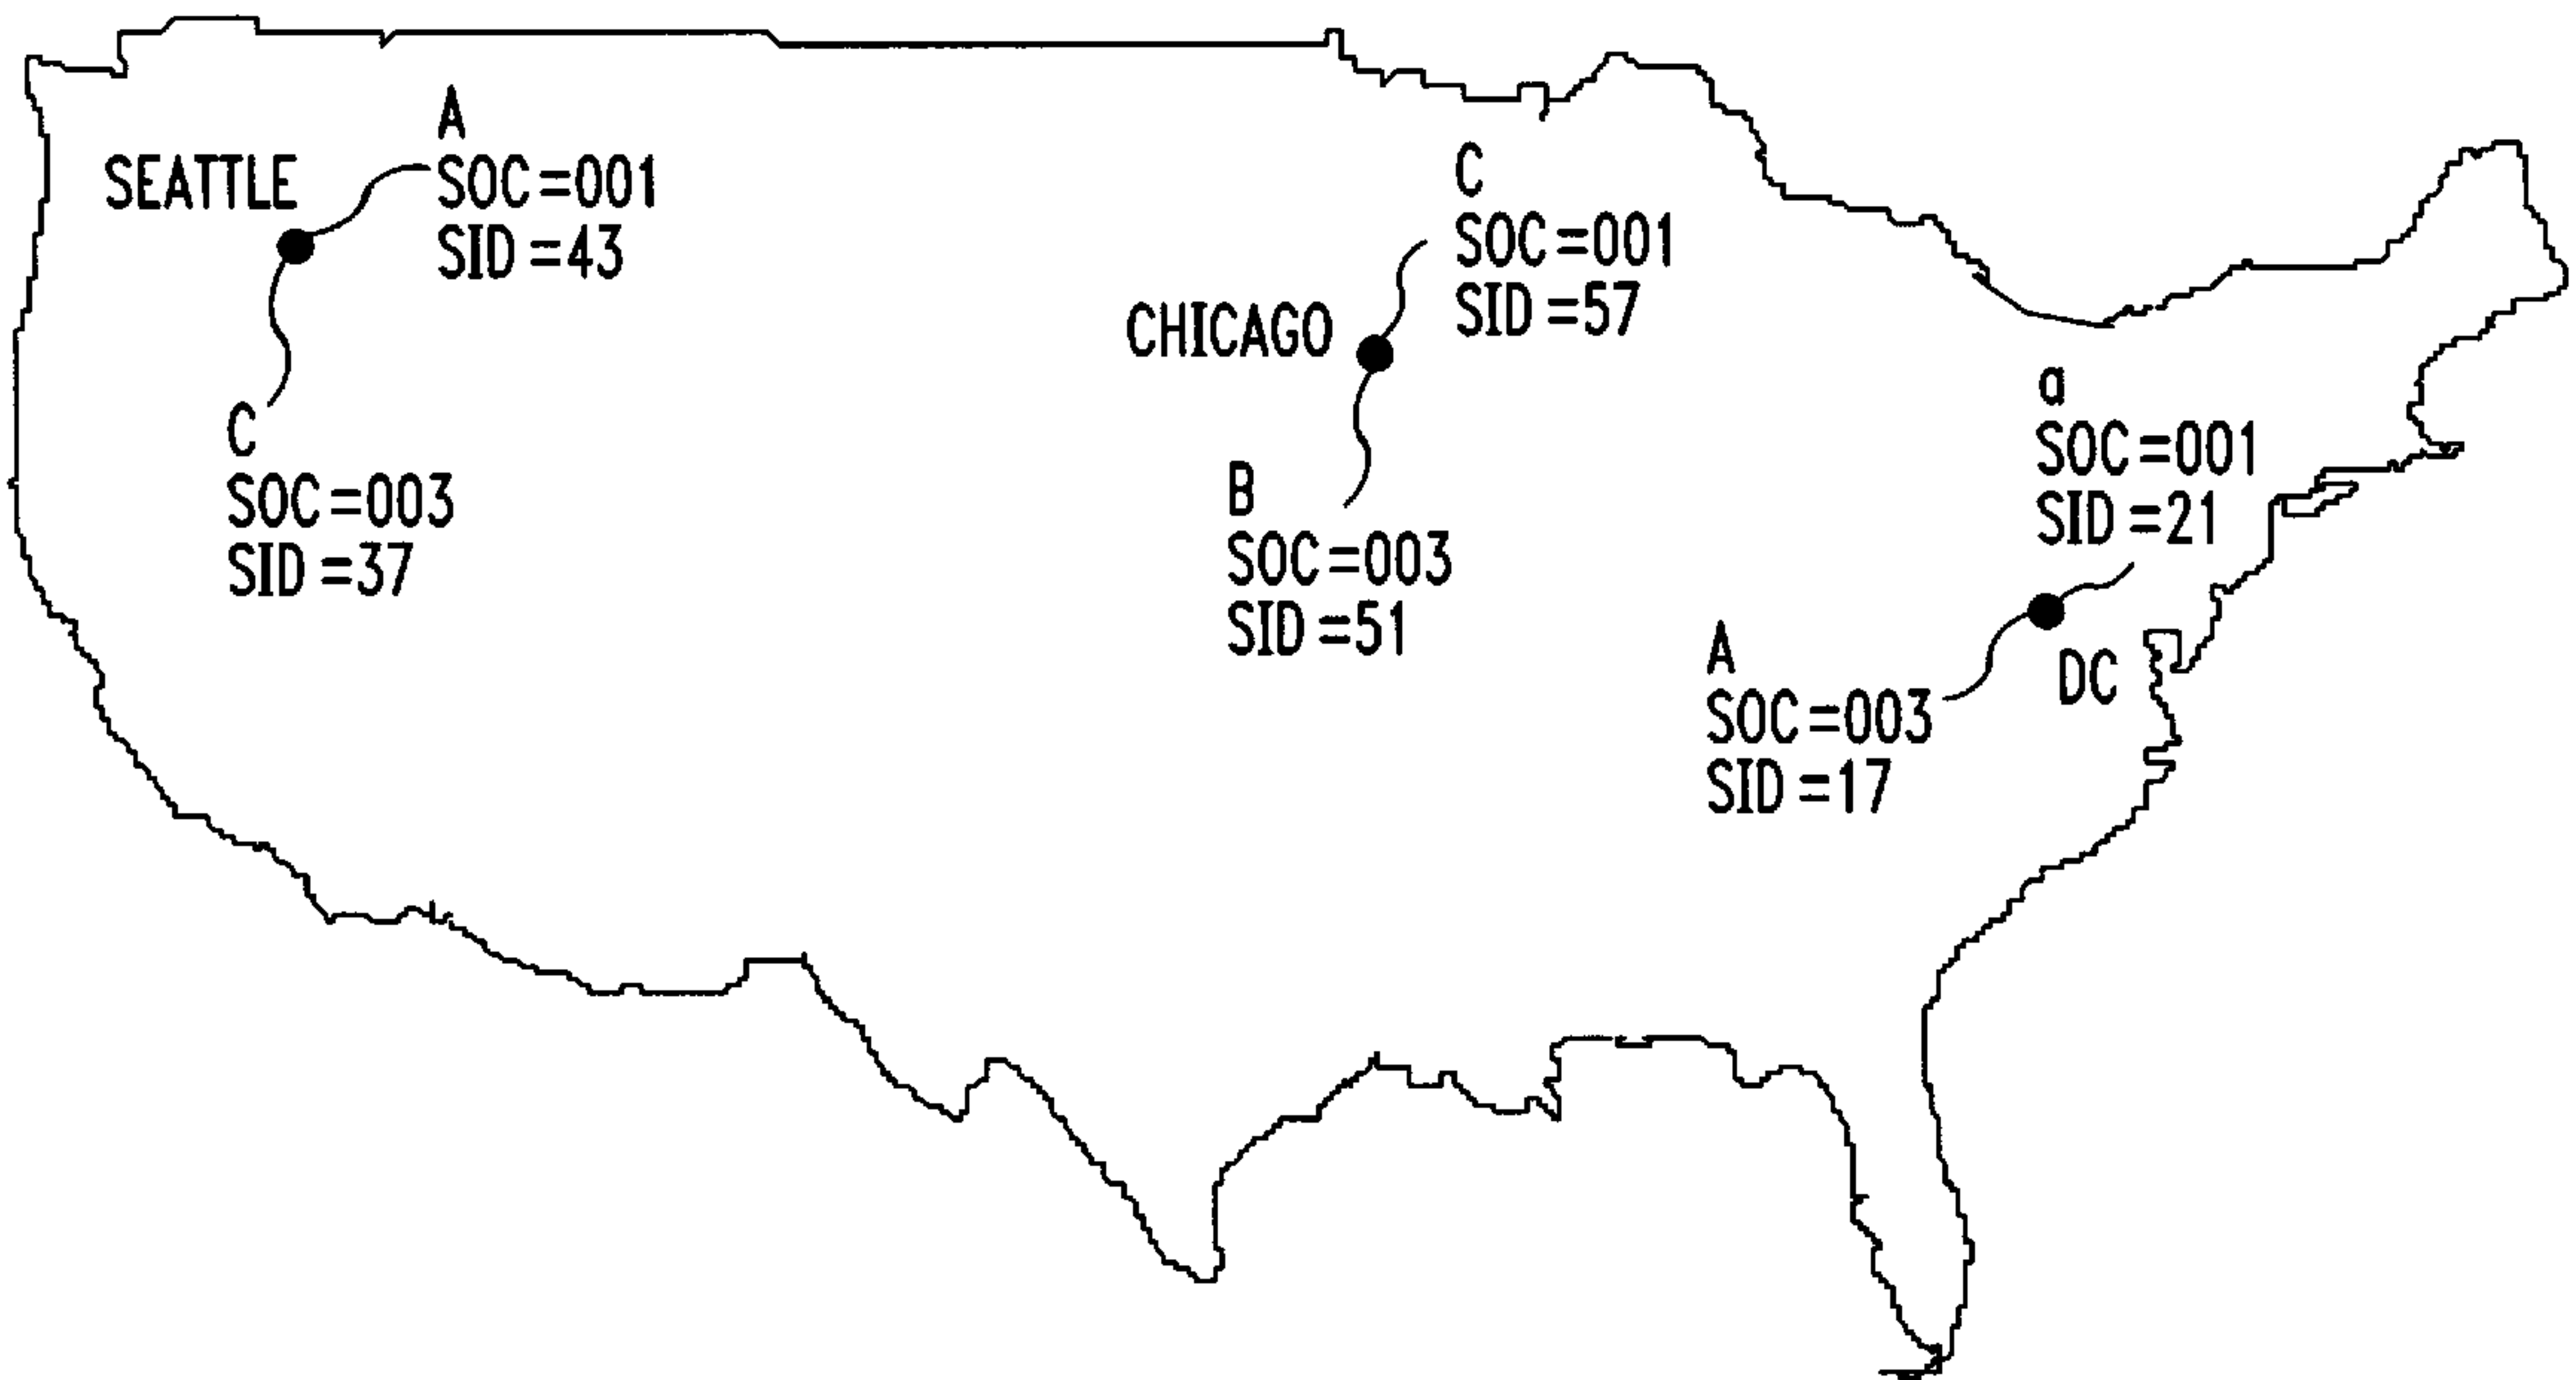 A
SEATTLE
SOC=001
SID=43
C
SOC=003
SID=37
C
SOC=001
SID=57
CHICAGO
B
SOC=003
SID=51
a
SOC=001
SID=21
A
SOC=003
SID=17
DC